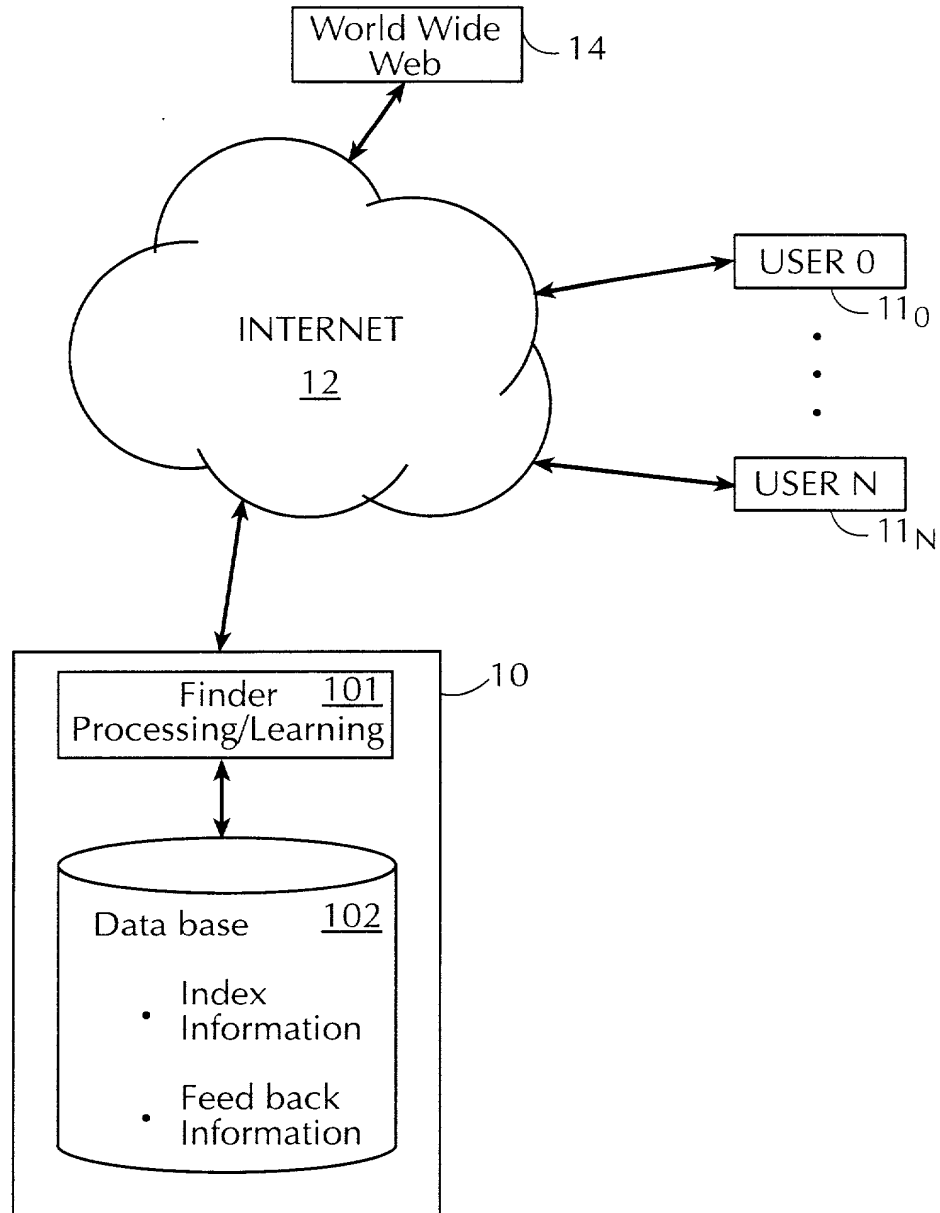 World Wide
Web
14
USER 0
11₀
INTERNET
12
USER N
11_N
10
101
Finder
Processing/Learning
Data base 102
• Index
Information
• Feed back
Information